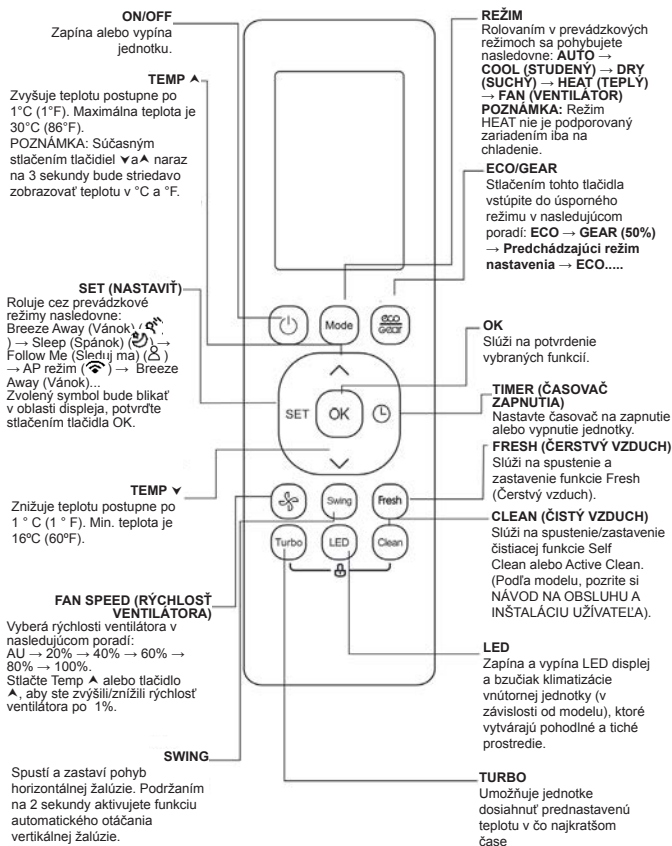 ON/OFF
Zapína alebo vypína
jednotku.
TEMP ⮝
Zvyšuje teplotu postupne po
1°C (1°F). Maximálna teplota je
30°C (86°F).
POZNÁMKA: Súčasným
stlačením tlačidiel ⮟a⮝ naraz
na 3 sekundy bude striedavo
zobrazovať teplotu v °C a °F.
SET (NASTAVIŤ)
Roluje cez prevádzkové
režimy nasledovne:
Breeze Away (Vánok) (
) → Sleep (Spánok) ( ) →
Follow Me (Sleduj ma) ( )
→ AP režim ( ) → Breeze
Away (Vánok)...
Zvolený symbol bude blikať
v oblasti displeja, potvrďte
stlačením tlačidla OK.
TEMP ⮟
Znižuje teplotu postupne po
1 ° C (1 ° F). Min. teplota je
16ºC (60ºF).
FAN SPEED (RÝCHLOSŤ
VENTILÁTORA)
Vyberá rýchlosti ventilátora v
nasledujúcom poradí:
AU → 20% → 40% → 60% →
80% → 100%.
Stlačte Temp ⮝ alebo tlačidlo
⮝, aby ste zvýšili/znížili rýchlosť
ventilátora po 1%.
SWING
Spustí a zastaví pohyb
horizontálnej žalúzie. Podržaním
na 2 sekundy aktivujete funkciu
automatického otáčania
vertikálnej žalúzie.
Mode
eco
gear
SET
OK
Swing
Fresh
Turbo
LED
Clean
REŽIM
Rolovaním v prevádzkových
režimoch sa pohybujete
nasledovne: AUTO →
COOL (STUDENÝ) → DRY
(SUCHÝ) → HEAT (TEPLÝ)
→ FAN (VENTILÁTOR)
POZNÁMKA: Režim
HEAT nie je podporovaný
zariadením iba na
chladenie.
ECO/GEAR
Stlačením tohto tlačidla
vstúpite do úsporného
režimu v nasledujúcom
poradí: ECO → GEAR (50%)
→ Predchádzajúci režim
nastavenia → ECO.....
OK
Slúži na potvrdenie
vybraných funkcií.
TIMER (ČASOVAČ
ZAPNUTIA)
Nastavte časovač na zapnutie
alebo vypnutie jednotky.
FRESH (ČERSTVÝ VZDUCH)
Slúži na spustenie a
zastavenie funkcie Fresh
(Čerstvý vzduch).
CLEAN (ČISTÝ VZDUCH)
Slúži na spustenie/zastavenie
čistiacej funkcie Self
Clean alebo Active Clean.
(Podľa modelu, pozrite si
NÁVOD NA OBSLUHU A
INŠTALÁCIU UŽÍVATEĽA).
LED
Zapína a vypína LED displej
a bzučiak klimatizácie
vnútornej jednotky (v
závislosti od modelu), ktoré
vytvárajú pohodlné a tiché
prostredie.
TURBO
Umožňuje jednotke
dosiahnuť prednastavenú
teplotu v čo najkratšom
čase